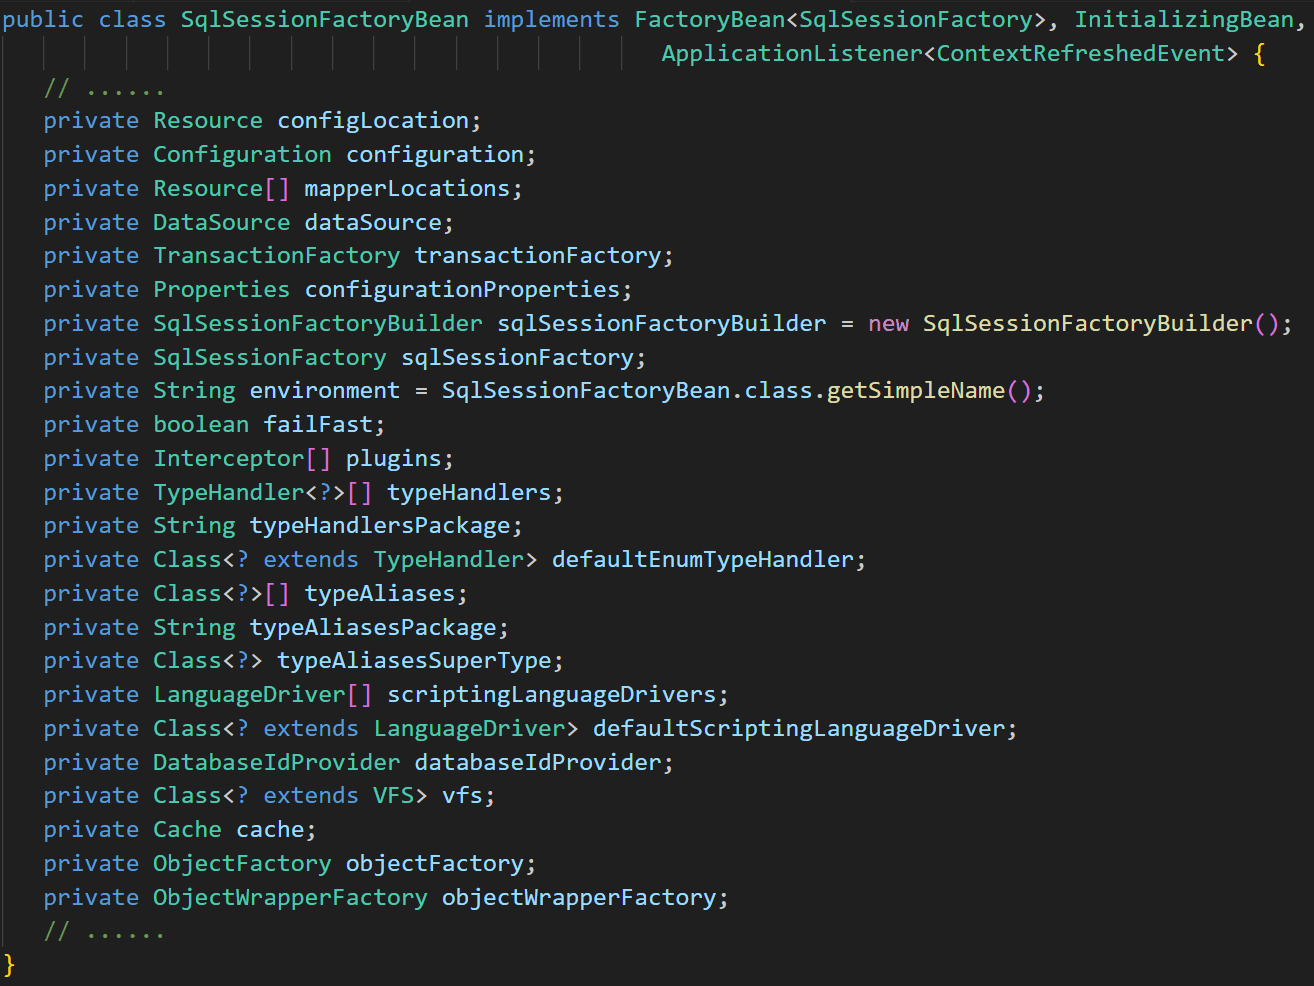 public class SqlSessionFactoryBean implements FactoryBean<SqlSessionFactory>, InitializingBean,
ApplicationListener<ContextRefreshedEvent> {
// ......
private Resource configLocation;
private Configuration configuration;
private Resource[] mapperLocations;
private DataSource dataSource;
private TransactionFactory transactionFactory;
private Properties configurationProperties;
private SqlSessionFactoryBuilder sqlSessionFactoryBuilder = new SqlSessionFactoryBuilder();
private SqlSessionFactory sqlSessionFactory;
private String environment = SqlSessionFactoryBean.class.getSimpleName();
private boolean failFast;
private Interceptor[] plugins;
private TypeHandler<?>[] typeHandlers;
private String typeHandlersPackage;
private Class<? extends TypeHandler> defaultEnumTypeHandler;
private Class<?>[] typeAliases;
private String typeAliasesPackage;
private Class<?> typeAliasesSuperType;
private LanguageDriver[] scriptingLanguageDrivers;
private Class<? extends LanguageDriver> defaultScriptingLanguageDriver;
private DatabaseIdProvider databaseIdProvider;
private Class<? extends VFS> vfs;
private Cache cache;
private ObjectFactory objectFactory;
private ObjectWrapperFactory objectWrapperFactory;
// ......
}